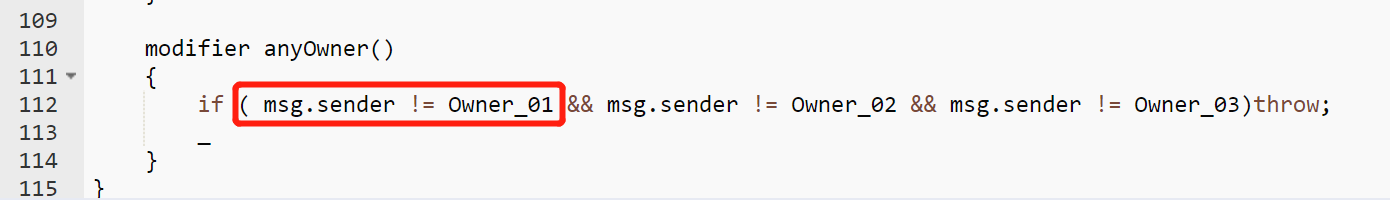 109
110 modifier anyOwner()
111 {
112 if ( msg.sender != Owner_01 && msg.sender != Owner_02 && msg.sender != Owner_03)throw;
113 _
114 }
115 }